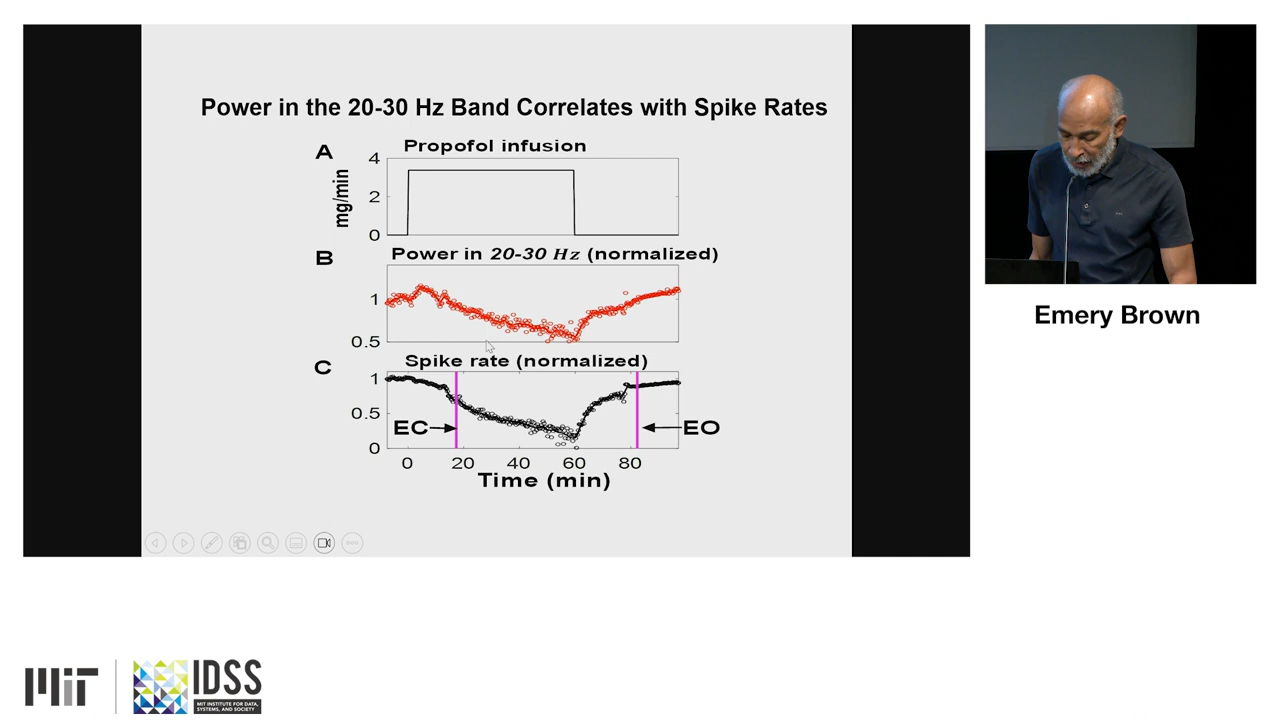 Power in the 20-30 Hz Band Correlates with Spike Rates
A
Propofol infusion
mg/min
4
2
0
B
Power in 20-30 Hz (normalized)
1
0.5
C
Spike rate (normalized)
1
0.5
0
EC
EO
0 20 40 60 80
Time (min)
Emery Brown
MIT
IDSS
MIT INSTITUTE FOR DATA,
SYSTEMS, AND SOCIETY